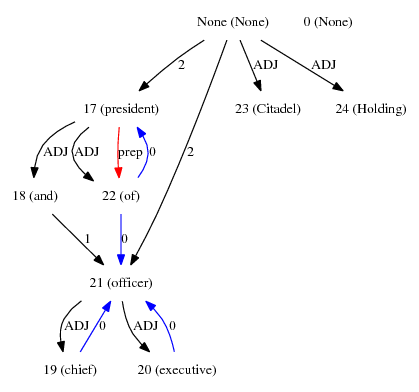 None (None) 0 (None)
2 ADJ ADJ
17 (president) 2 23 (Citadel) 24 (Holding)
ADJ ADJ prep 0
18 (and) 22 (of)
1 0
21 (officer)
ADJ 0 ADJ 0
19 (chief) 20 (executive)